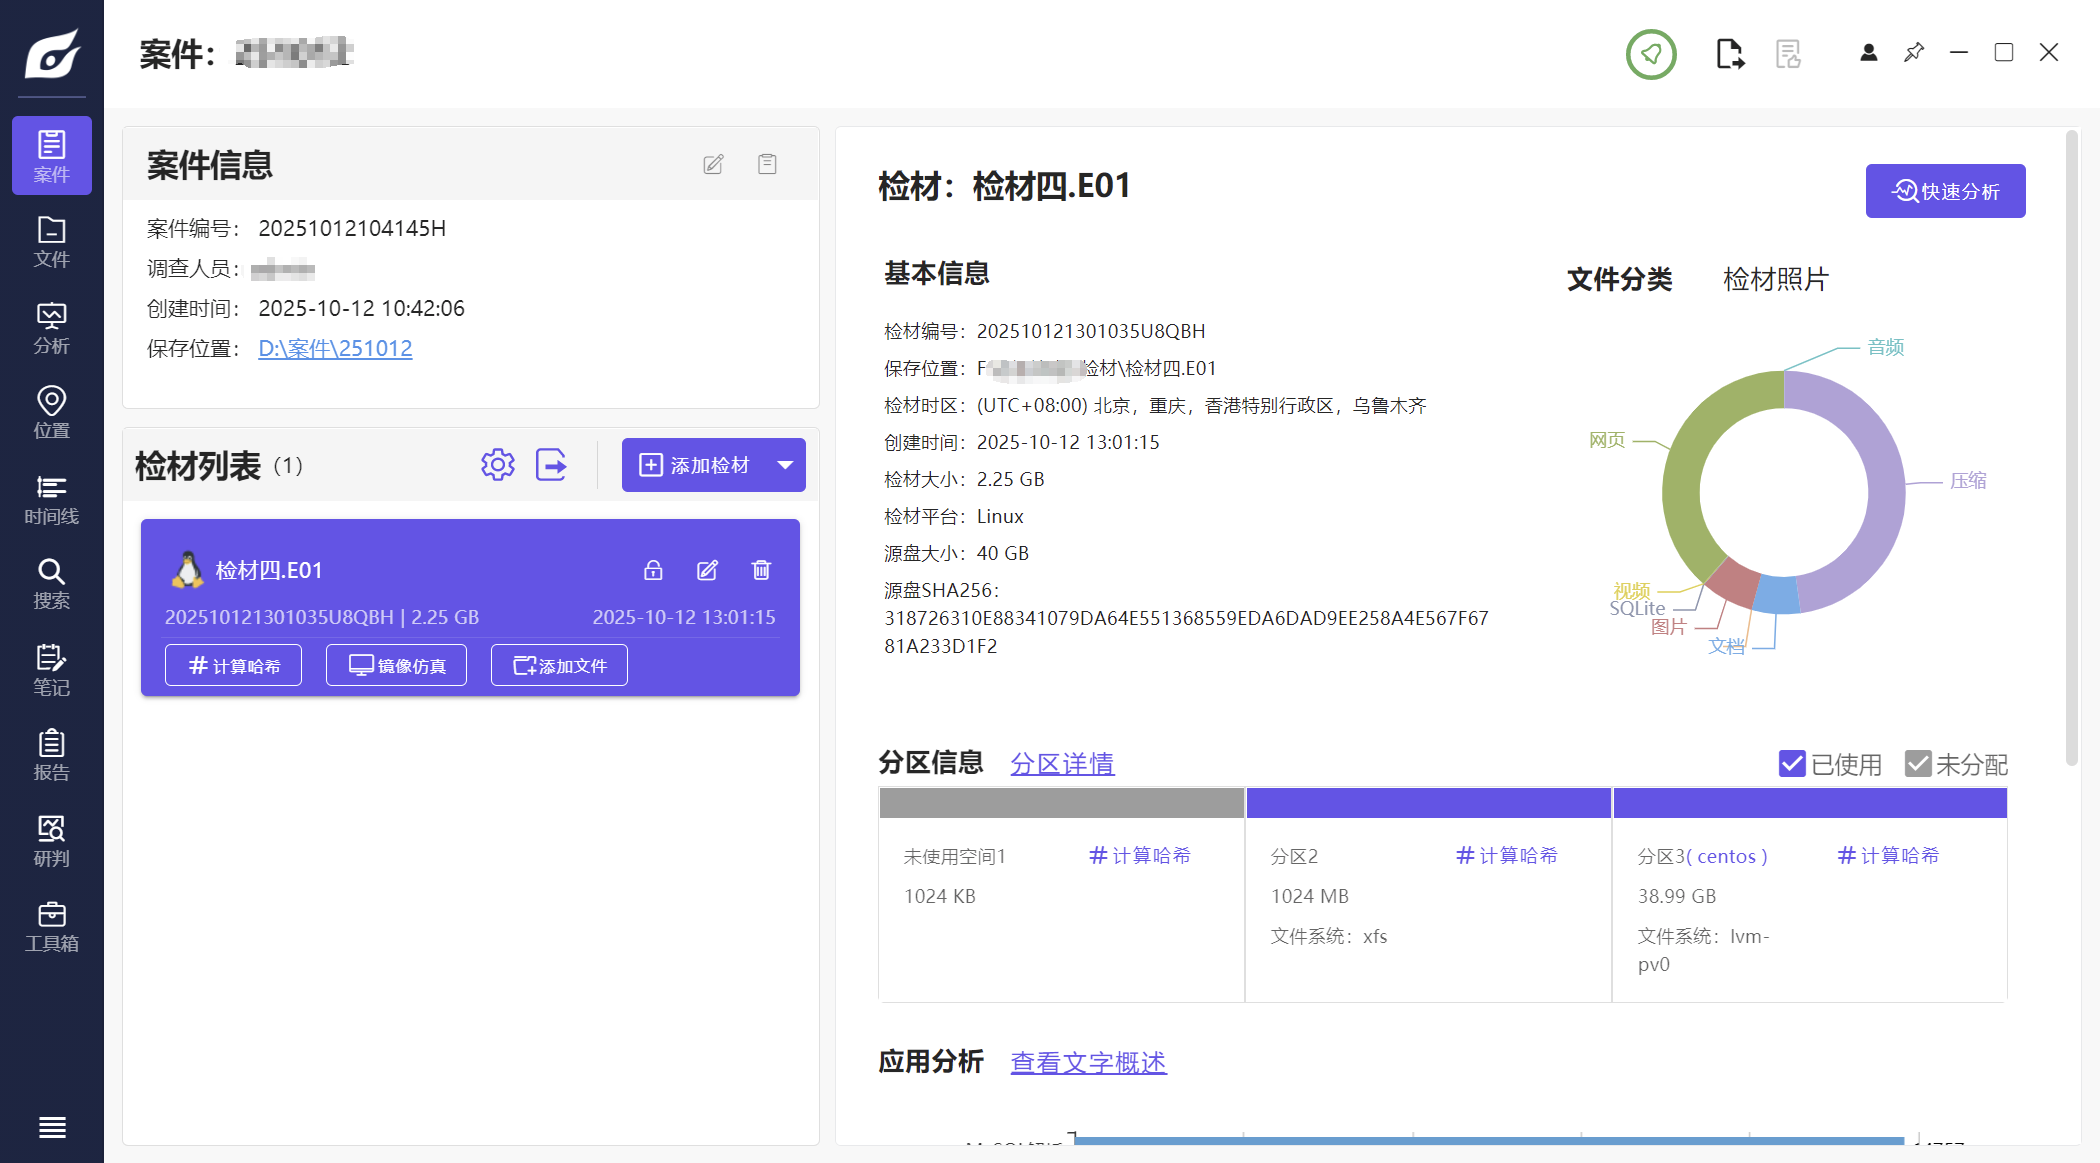 案件：
案件
文件
分析
位置
时间线
搜索
笔记
报告
研判
工具箱
案件信息
案件编号： 20251012104145H
调查人员：
创建时间： 2025-10-12 10:42:06
保存位置： D:\案件\251012
检材列表（1）
添加检材
检材四.E01
202510121301035U8QBH | 2.25 GB 2025-10-12 13:01:15
计算哈希 镜像仿真 添加文件
检材：检材四.E01
快速分析
基本信息
检材编号：202510121301035U8QBH
保存位置：F 检材\检材四.E01
检材时区：(UTC+08:00) 北京，重庆，香港特别行政区，乌鲁木齐
创建时间：2025-10-12 13:01:15
检材大小：2.25 GB
检材平台：Linux
源盘大小：40 GB
源盘SHA256：
318726310E88341079DA64E551368559EDA6DAD9EE258A4E567F67
81A233D1F2
文件分类 检材照片
音频
网页
压缩
视频
SQLite
图片
文档
分区信息 分区详情
已使用 未分配
未使用空间1 计算哈希
1024 KB
分区2 计算哈希
1024 MB
文件系统：xfs
分区3( centos ) 计算哈希
38.99 GB
文件系统：lvm-
pv0
应用分析 查看文字概述